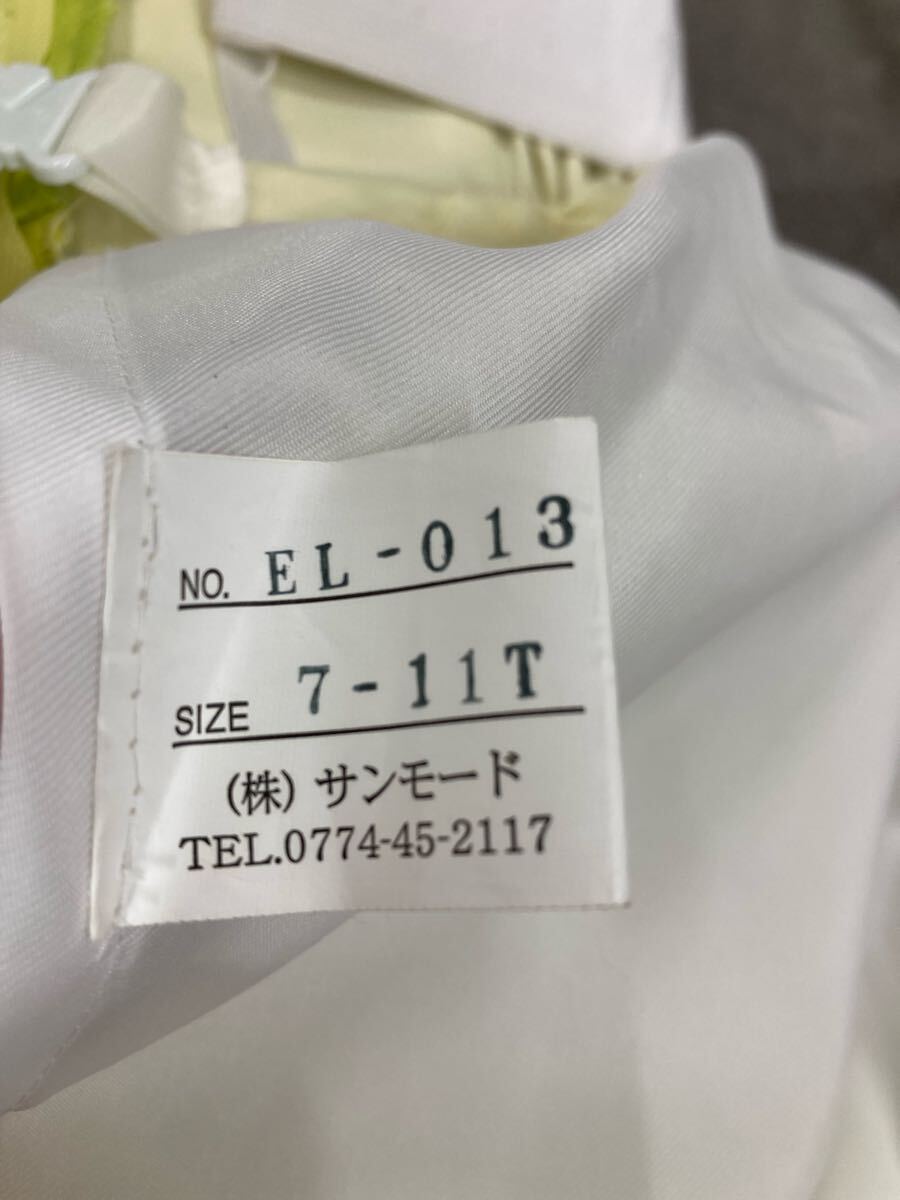 NO. EL-013
SIZE 7-11T
(株) サンモード
TEL.0774-45-2117